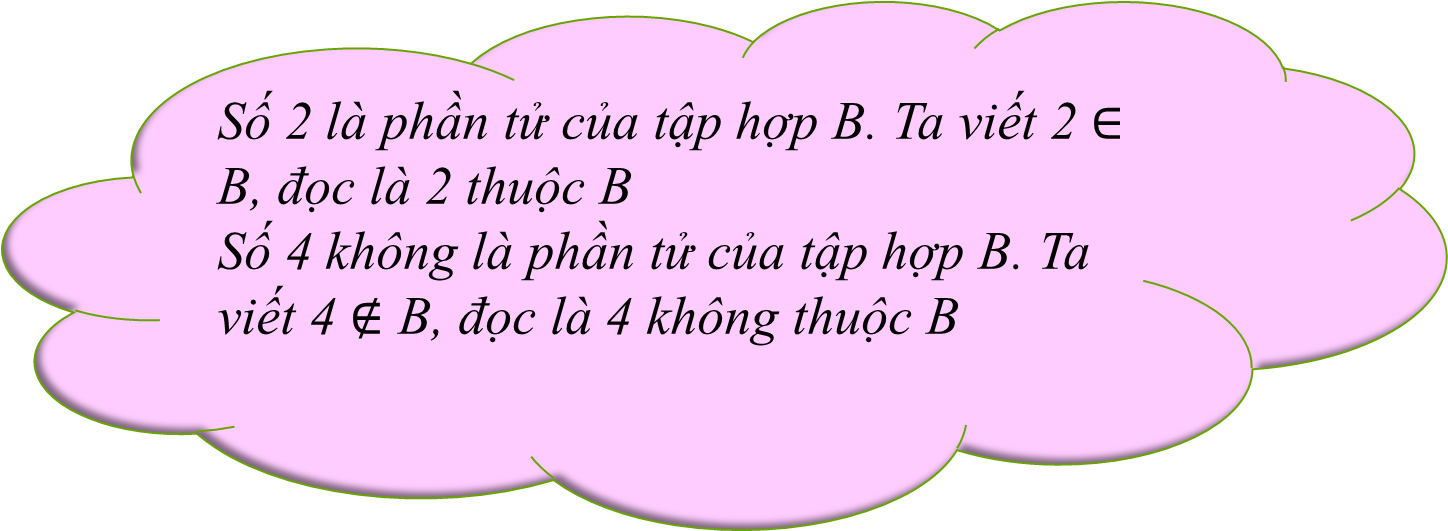 Số 2 là phần tử của tập hợp B. Ta viết 2 ∈
B, đọc là 2 thuộc B
Số 4 không là phần tử của tập hợp B. Ta
viết 4 ∉ B, đọc là 4 không thuộc B